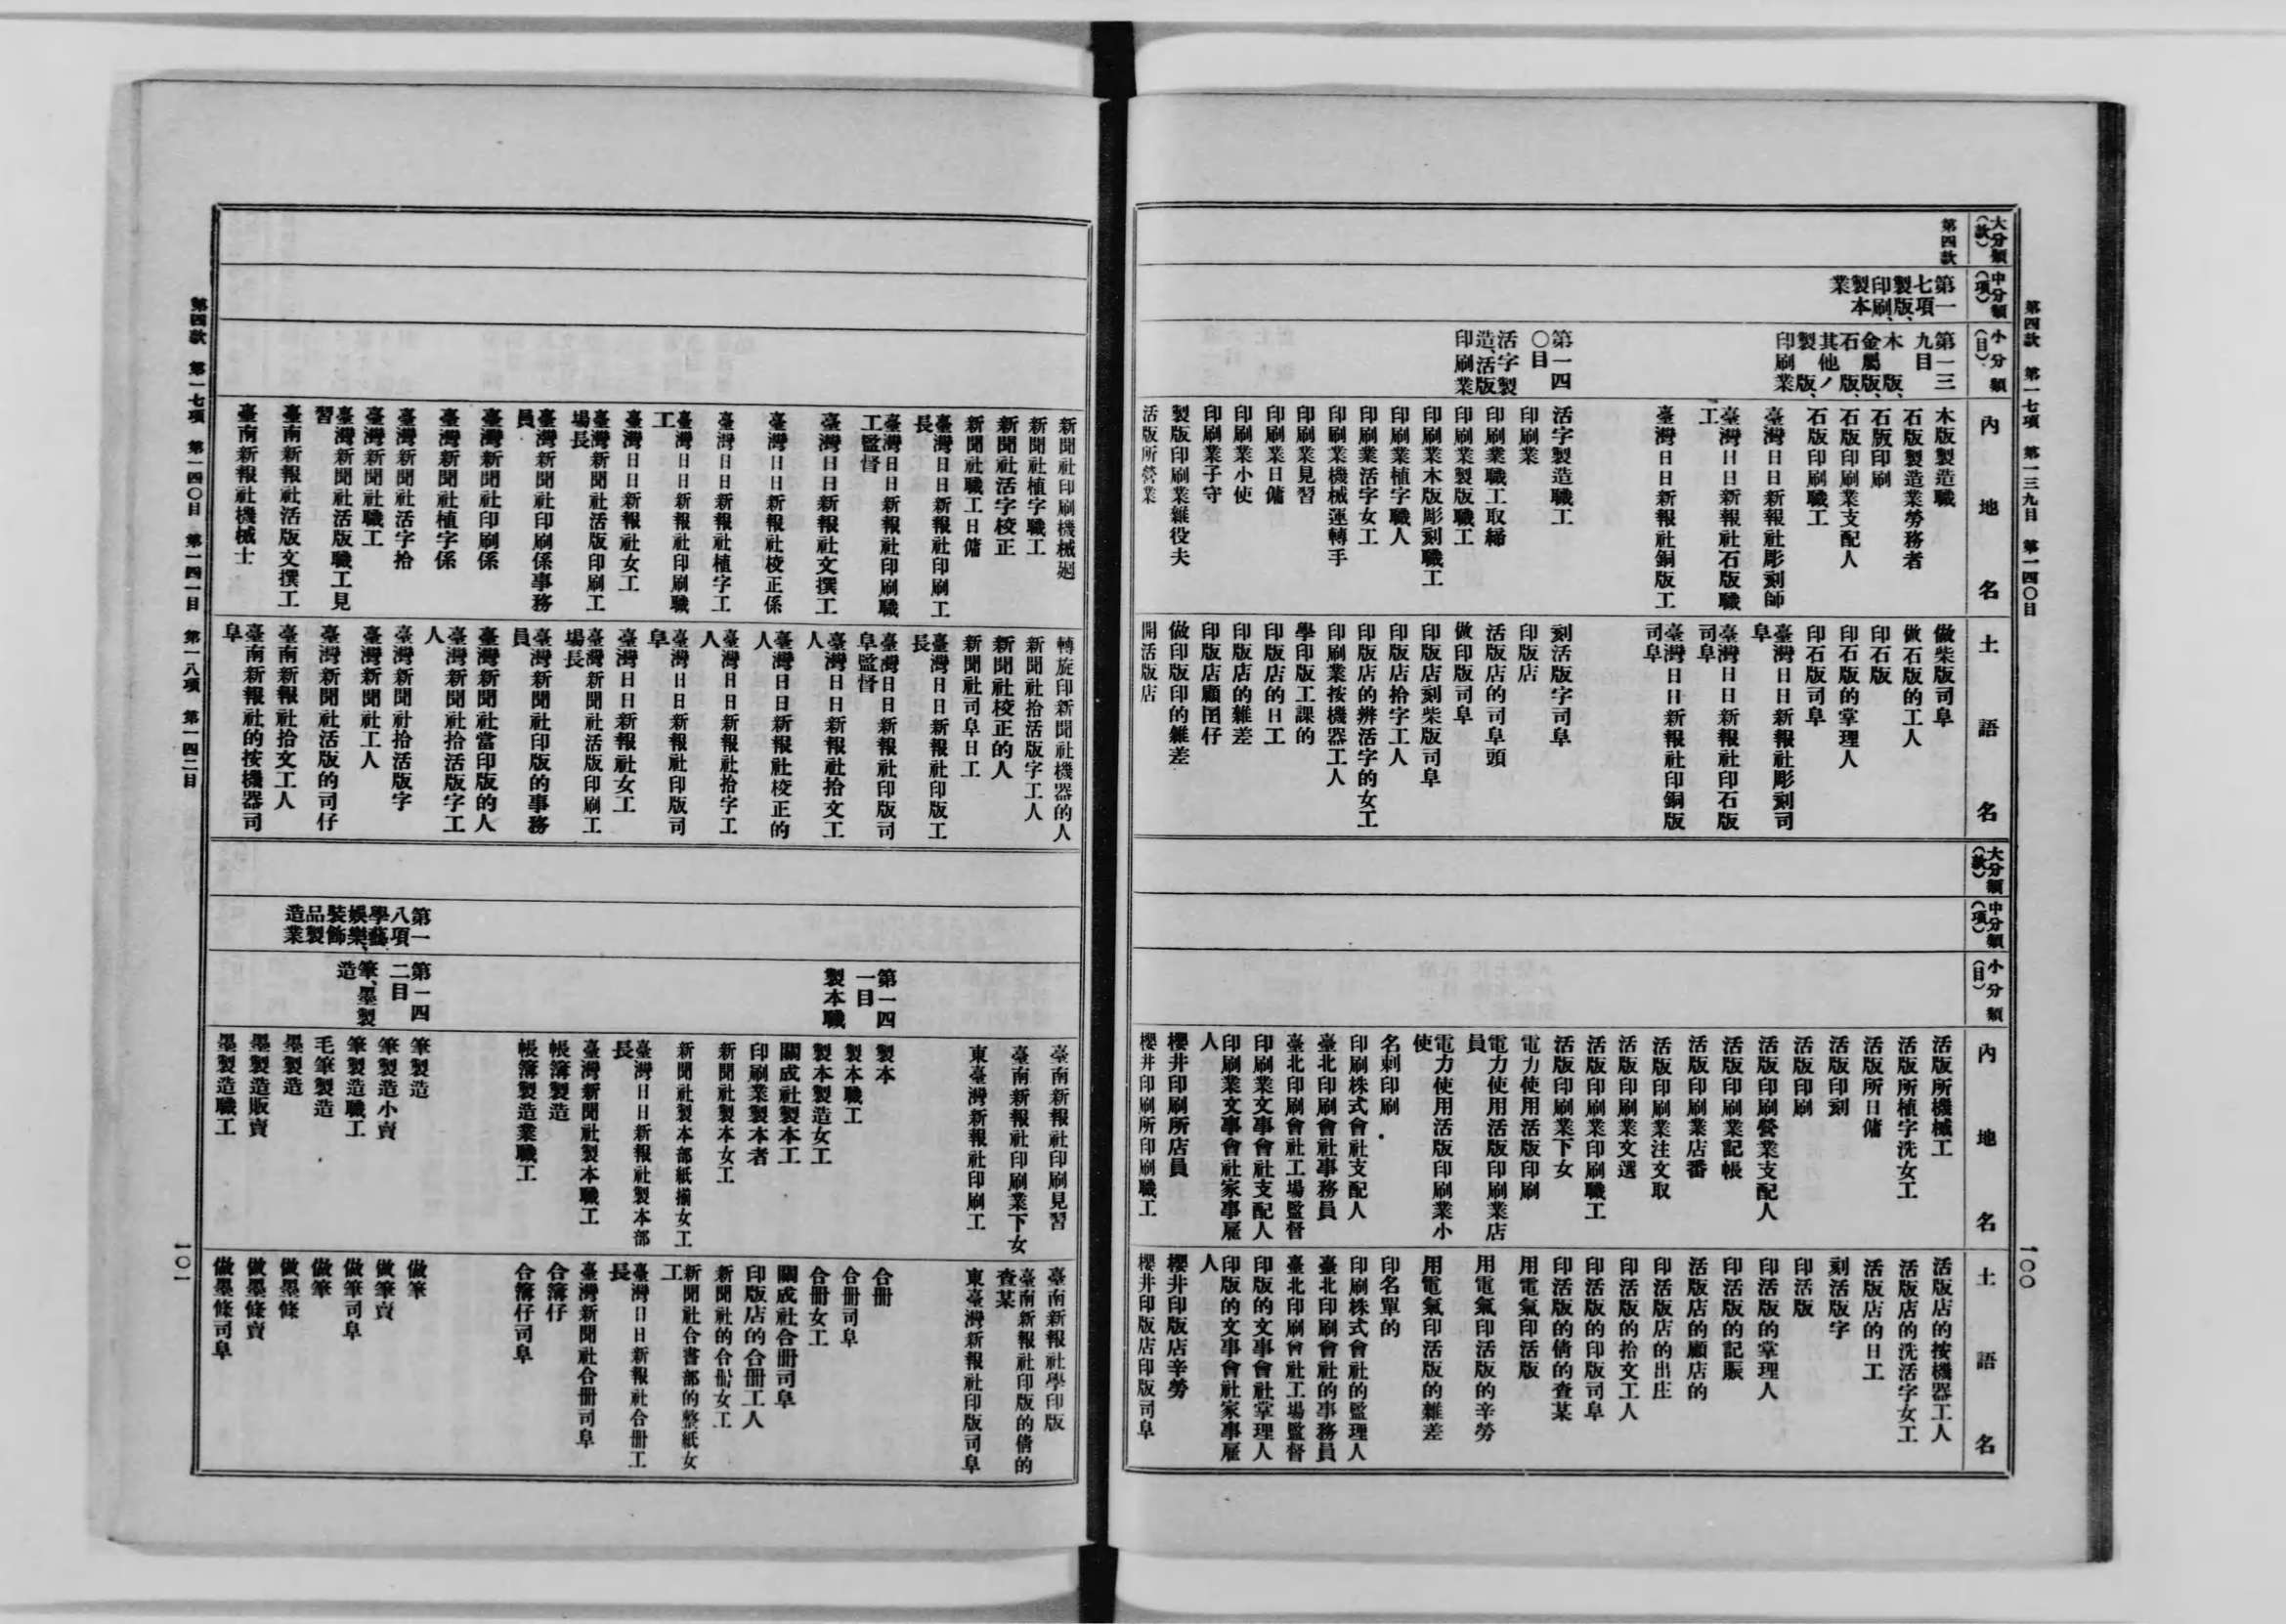 第四款　第一七項　第一三九目　第一四〇目
一〇〇
大分類（款）
第四款
中分類（項）
第一七項　製版、印刷、製本業
小分類（目）
第一三九目　木版、金屬版、石版、其他ノ製版、印刷業
第一四〇目　活字製造、活版印刷業
內地名
木版製造職
石版製造業勞務者
石版印刷
石版印刷業支配人
石版印刷職工
臺灣日日新報社彫刻師
臺灣日日新報社石版職工
臺灣日日新報社銅版工
活字製造職工
印刷業
印刷業職工取締
印刷業製版職工
印刷業木版彫刻職工
印刷業植字職人
印刷業活字女工
印刷業機械運轉手
印刷業見習
印刷業日傭
印刷業小使
印刷業子守
製版印刷業雜役夫
活版所營業
土語名
做柴版司阜
做石版的工人
印石版
印石版的掌理人
印石版司阜
臺灣日日新報社彫刻司阜
臺灣日日新報社印石版司阜
臺灣日日新報社印銅版司阜
刻活版字司阜
印版店
活版店的司阜頭
做印版司阜
印版店刻柴版司阜
印版店拾字工人
印版店的辨活字的女工
印刷業按機器工人
學印版工課的
印版店的日工
印版店的雜差
印版店顧囝仔
做印版印的雜差
開活版店
大分類（款）
中分類（項）
小分類（目）
內地名
活版所機械工
活版所植字洗女工
活版所日傭
活版印刻
活版印刷
活版印刷營業支配人
活版印刷業記帳
活版印刷業店番
活版印刷業注文取
活版印刷業文選
活版印刷業印刷職工
活版印刷業下女
電力使用活版印刷
電力使用活版印刷業店員
電力使用活版印刷業小使
名刺印刷
印刷株式會社支配人
臺北印刷會社事務員
臺北印刷會社工場監督
印刷業文事會社支配人
印刷業文事會社家事雇人
櫻井印刷所店員
櫻井印刷所印刷職工
土語名
活版店的按機器工人
活版店的洗活字女工
活版店的日工
刻活版字
印活版
印活版的掌理人
印活版的記賬
活版店的顧店的
印活版店的出庄
印活版的拾文工人
印活版的印版司阜
印活版的倩的查某
用電氣印活版
用電氣印活版的辛勞
用電氣印活版的雜差
印名單的
印刷株式會社的監理人
臺北印刷會社的事務員
臺北印刷會社工場監督
印版的文事會社掌理人
印版的文事會社家事雇人
櫻井印版店辛勞
櫻井印版店印版司阜
新聞社印刷機械廻
新聞社植字職工
新聞社活字校正
新聞社職工日傭
臺灣日日新報社印刷工長
臺灣日日新報社印刷職工監督
臺灣日日新報社文撰工
臺灣日日新報社校正係
臺灣日日新報社植字工
臺灣日日新報社印刷職工
臺灣日日新報社女工
臺灣新聞社活版印刷工場長
臺灣新聞社印刷係事務員
臺灣新聞社印刷係
臺灣新聞社植字係
臺灣新聞社活字拾
臺灣新聞社職工
臺灣新聞社活版職工見習
臺南新報社活版文撰工
臺南新報社機械士
轉旋印新聞社機器的人
新聞社拾活版字工人
新聞社校正的人
新聞社司阜日工
臺灣日日新報社印版工長
臺灣日日新報社印版司阜監督
臺灣日日新報社拾文工人
臺灣日日新報社校正的人
臺灣日日新報社拾字工人
臺灣日日新報社印版司阜
臺灣日日新報社女工
臺灣新聞社活版印刷工場長
臺灣新聞社印版的事務員
臺灣新聞社當印版的人
臺灣新聞社拾活版字工人
臺灣新聞社拾活版字
臺灣新聞社工人
臺灣新聞社活版的司仔
臺南新報社拾文工人
臺南新報社的按機器司阜
第一八項　學藝、娛樂、裝飾品製造業
第一四一目　製本職
第一四二目　筆、墨製造
臺南新報社印刷見習
臺南新報社印刷業下女
東臺灣新報社印刷工
製本
製本職工
製本製造女工
關成社製本工
印刷業製本者
新聞社製本女工
新聞社製本部紙揃女工
臺灣日日新報社製本部長
臺灣新聞社製本職工
帳簿製造
帳簿製造業職工
筆製造
筆製造小賣
筆製造職工
毛筆製造
墨製造
墨製造販賣
墨製造職工
臺南新報社學印版
臺南新報社印版的倩的查某
東臺灣新報社印版司阜
合冊
合冊司阜
合冊女工
關成社合冊司阜
印版店的合冊工人
新聞社的合冊女工
新聞社合書部的整紙女工
臺灣日日新報社合冊工長
臺灣新聞社合冊司阜
合簿仔
合簿仔司阜
做筆
做筆賣
做筆司阜
做筆
做墨條
做墨條賣
做墨條司阜
第四款　第一七項　第一四〇目　第一四一目　第一八項　第一四二目
一〇一